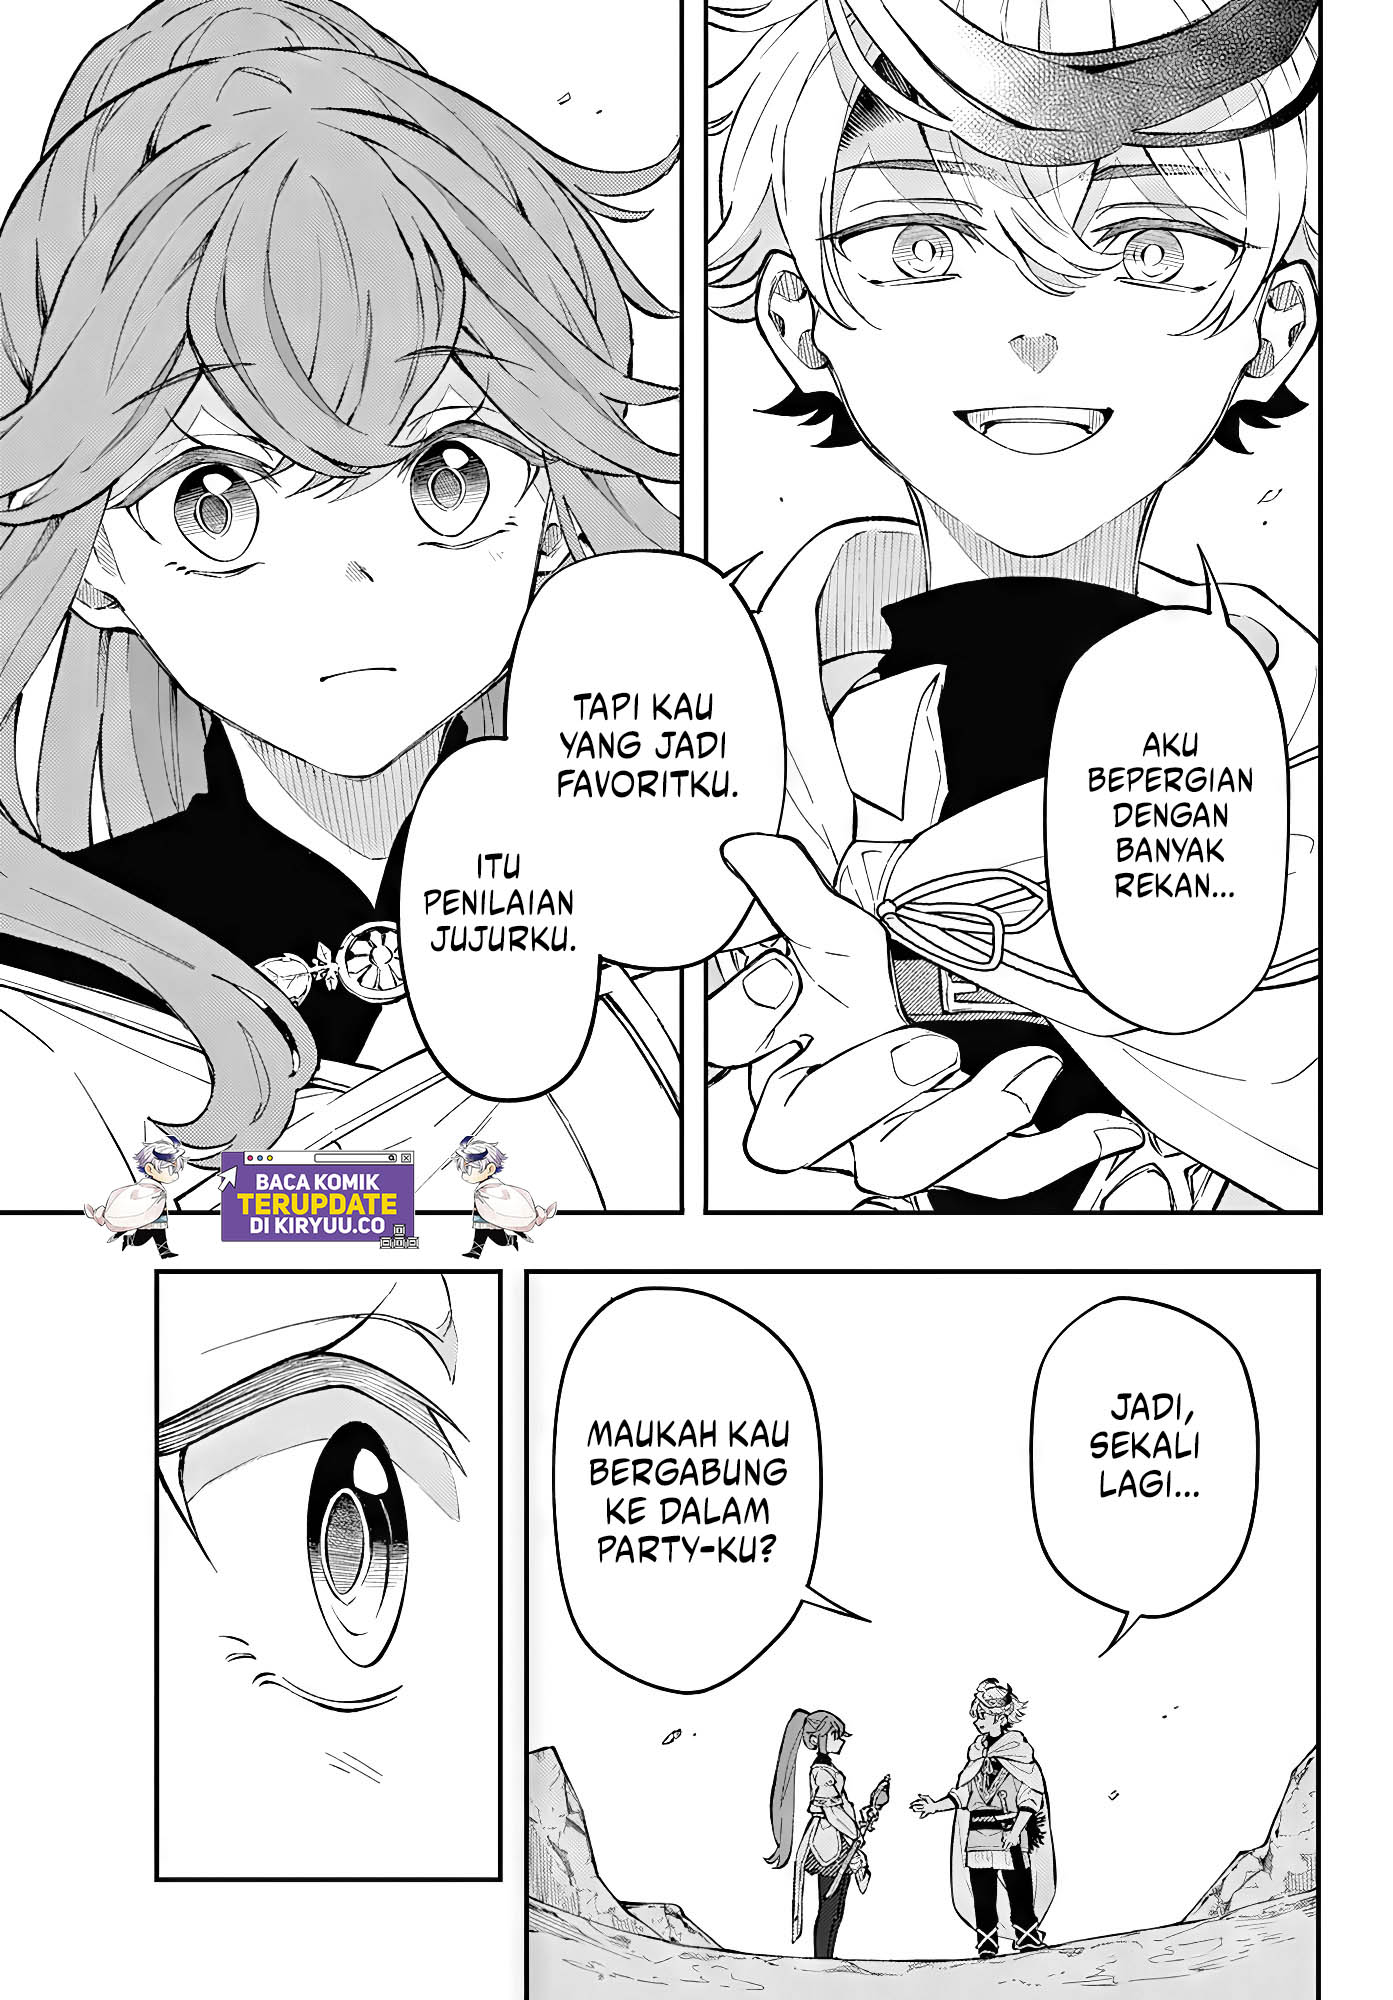 AKU
BEPERGIAN
DENGAN
BANYAK
REKAN...
TAPI KAU
YANG JADI
FAVORITKU.
ITU
PENILAIAN
JUJURKU.
BACA KOMIK
TERUPDATE
DI KIRYUU.CO
JADI,
SEKALI
LAGI...
MAUKAH KAU
BERGABUNG
KE DALAM
PARTY-KU?